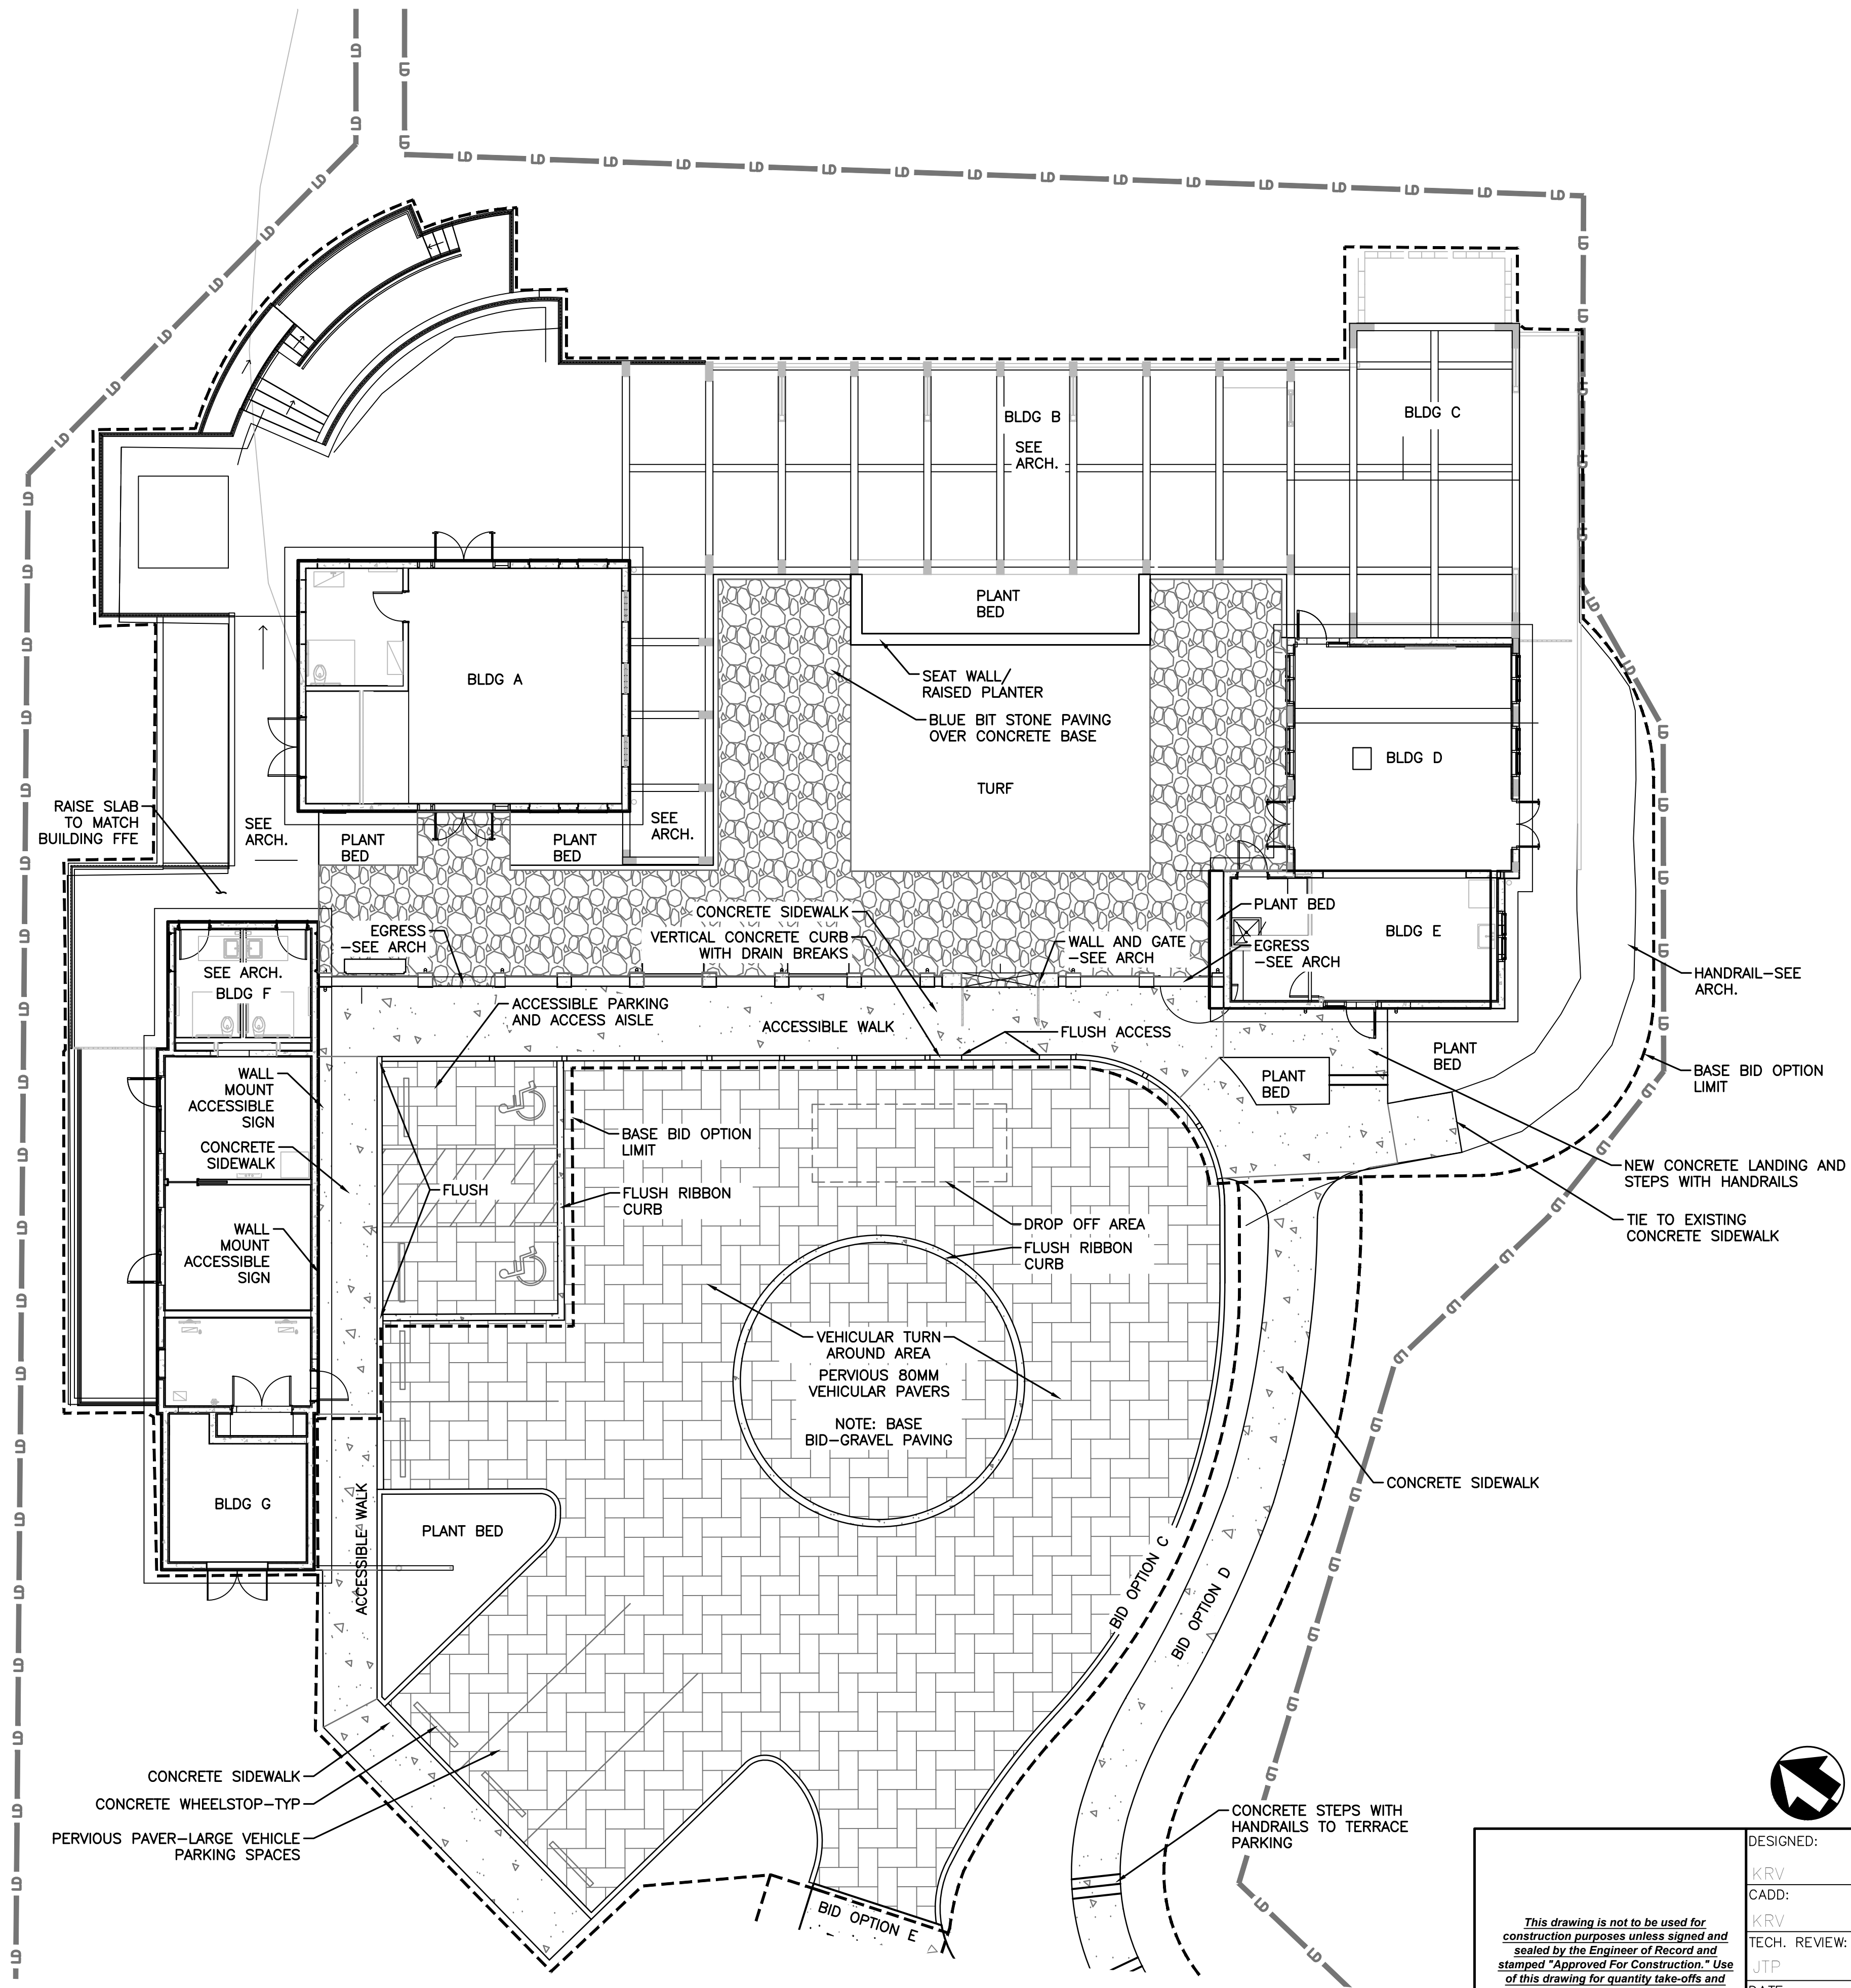 BLDG B
SEE
ARCH.
BLDG C
BLDG A
PLANT
BED
SEAT WALL/
RAISED PLANTER
BLUE BIT STONE PAVING
OVER CONCRETE BASE
TURF
BLDG D
RAISE SLAB
TO MATCH
BUILDING FFE
SEE
ARCH.
PLANT
BED
PLANT
BED
SEE
ARCH.
EGRESS
-SEE ARCH
CONCRETE SIDEWALK
VERTICAL CONCRETE CURB
WITH DRAIN BREAKS
WALL AND GATE
-SEE ARCH
PLANT BED
EGRESS
-SEE ARCH
BLDG E
HANDRAIL-SEE
ARCH.
SEE ARCH.
BLDG F
ACCESSIBLE PARKING
AND ACCESS AISLE
ACCESSIBLE WALK
FLUSH ACCESS
PLANT
BED
PLANT
BED
BASE BID OPTION
LIMIT
WALL
MOUNT
ACCESSIBLE
SIGN
CONCRETE
SIDEWALK
BASE BID OPTION
LIMIT
FLUSH
FLUSH RIBBON
CURB
NEW CONCRETE LANDING AND
STEPS WITH HANDRAILS
TIE TO EXISTING
CONCRETE SIDEWALK
WALL
MOUNT
ACCESSIBLE
SIGN
DROP OFF AREA
FLUSH RIBBON
CURB
VEHICULAR TURN
AROUND AREA
PERVIOUS 80MM
VEHICULAR PAVERS
NOTE: BASE
BID-GRAVEL PAVING
CONCRETE SIDEWALK
BLDG G
ACCESSIBLE WALK
PLANT BED
BID OPTION C
BID OPTION D
CONCRETE SIDEWALK
CONCRETE WHEELSTOP-TYP
PERVIOUS PAVER-LARGE VEHICLE
PARKING SPACES
CONCRETE STEPS WITH
HANDRAILS TO TERRACE
PARKING
BID OPTION E
This drawing is not to be used for
construction purposes unless signed and
sealed by the Engineer of Record and
stamped "Approved For Construction." Use
of this drawing for quantity take-offs and
DESIGNED:
KRV
CADD:
KRV
TECH. REVIEW:
JTP